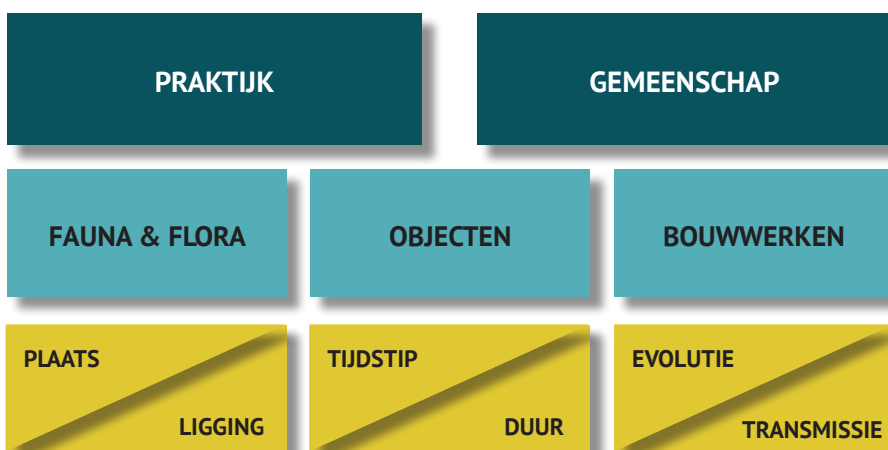 PRAKTIJK
GEMEENSCHAP
FAUNA & FLORA
OBJECTEN
BOUWWERKEN
PLAATS
LIGGING
TIJDSTIP
DUUR
EVOLUTIE
TRANSMISSIE